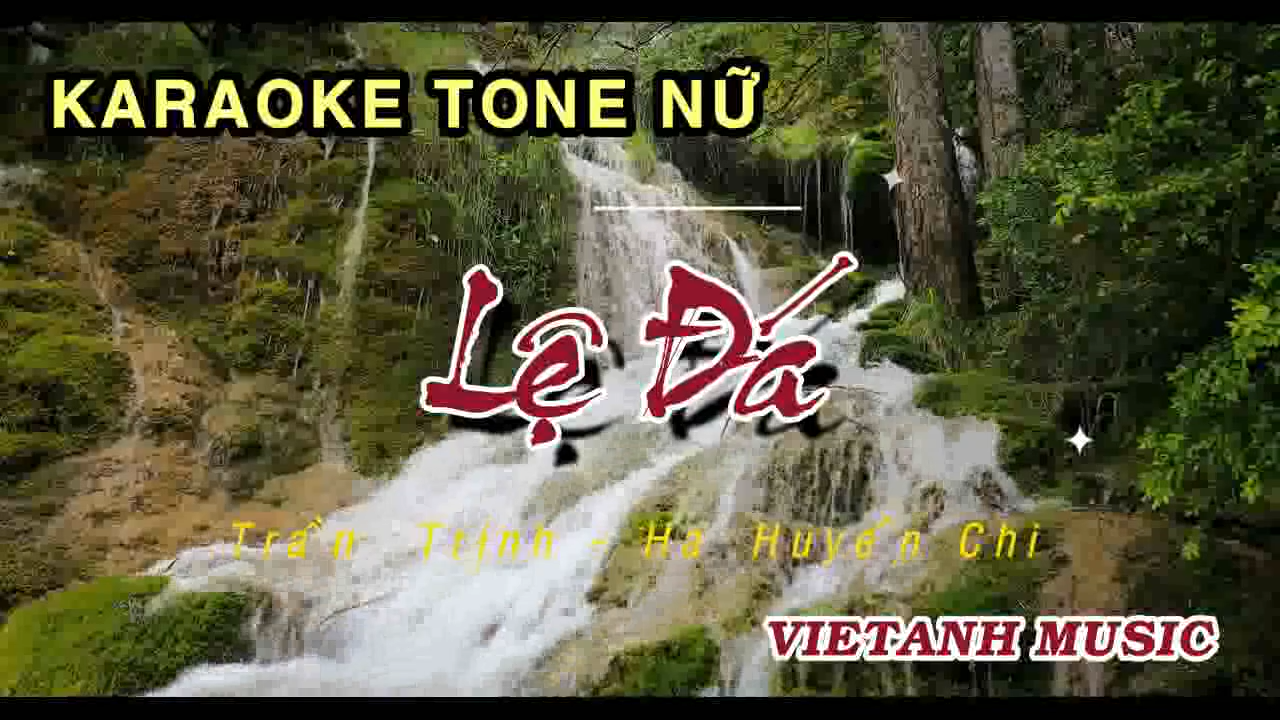 KARAOKE TONE NỮ
Lệ Đá
Trần Trịnh - Hà Huyền Chi
VIETANH MUSIC